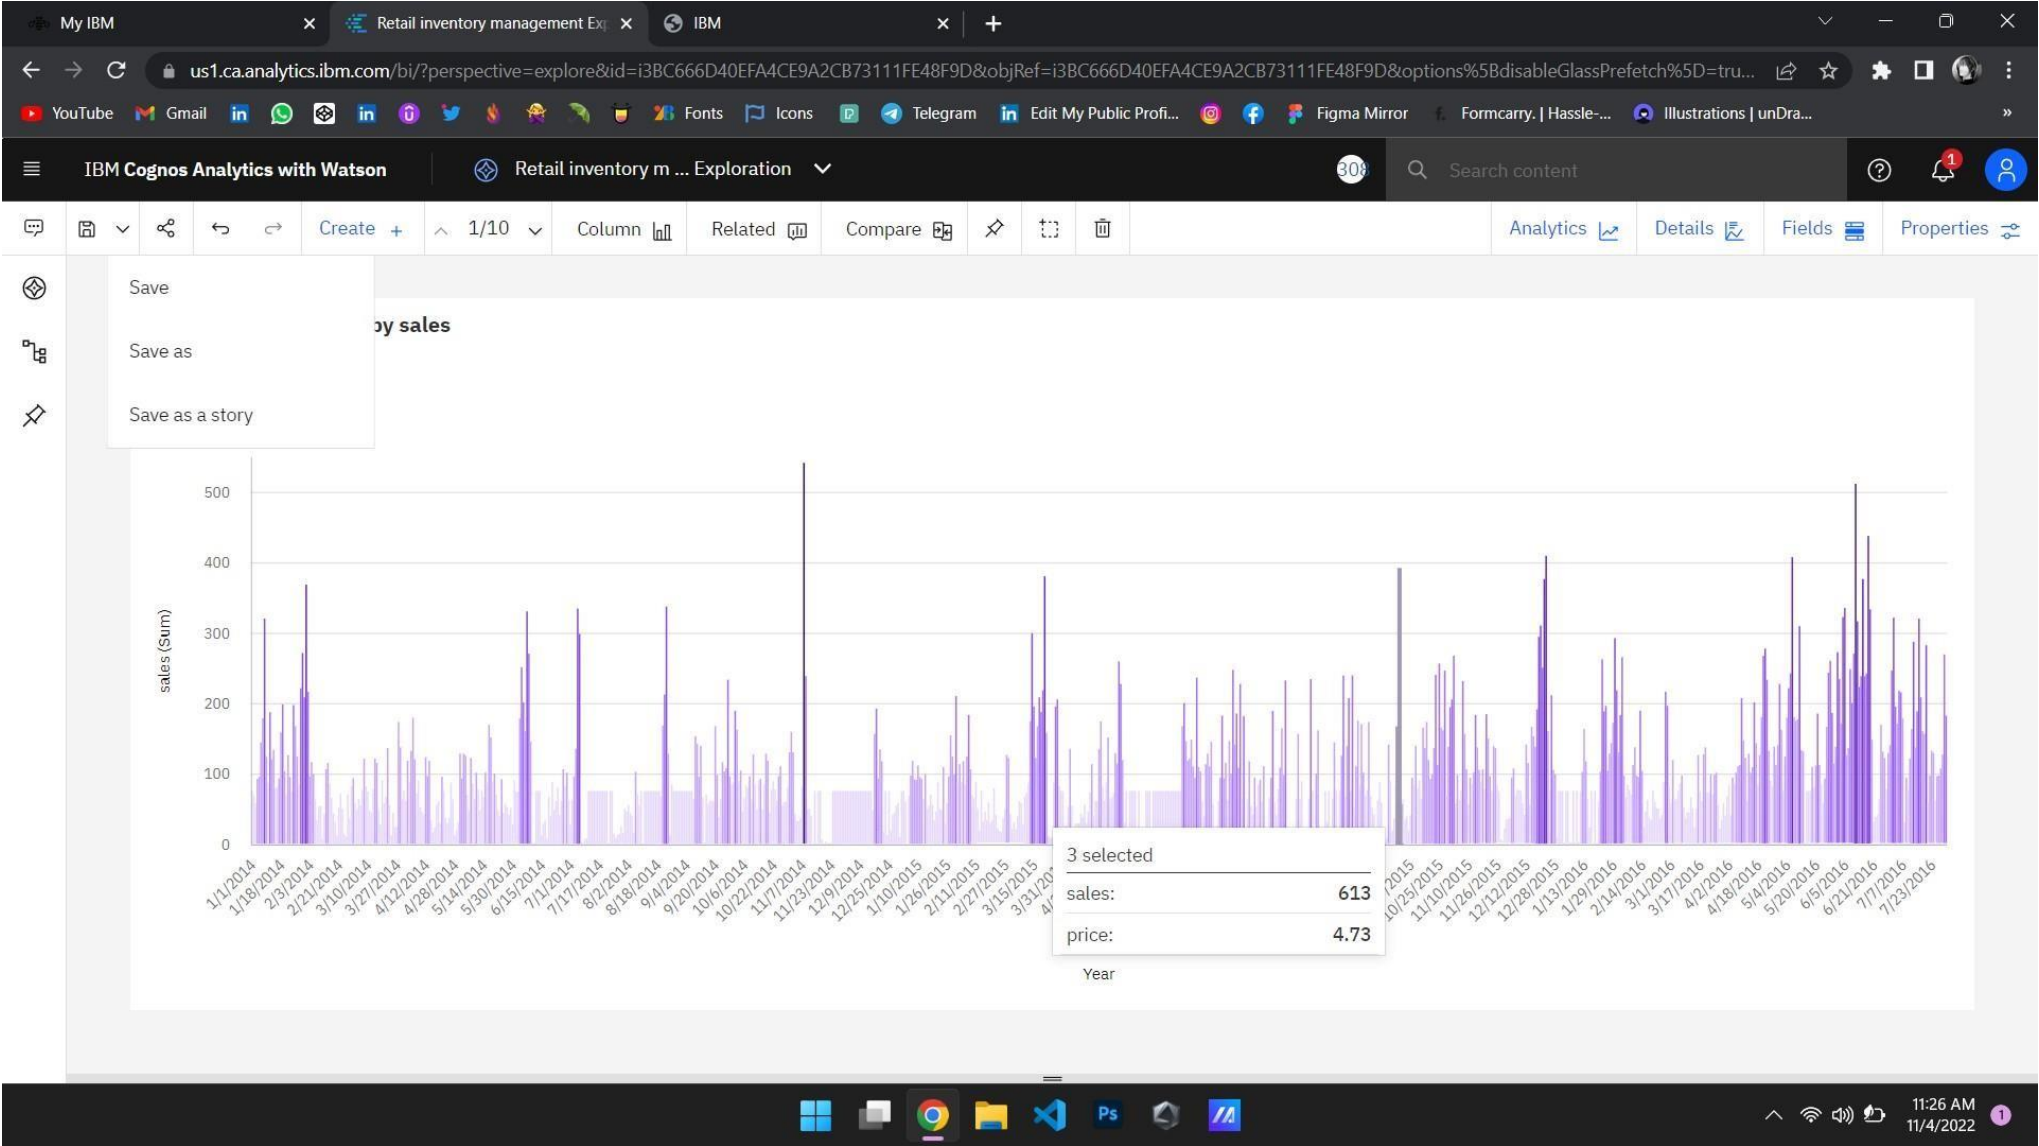 My IBM
Retail inventory management Exp
IBM
us1.ca.analytics.ibm.com/bi/?perspective=explore&id=i3BC666D40EFA4CE9A2CB73111FE48F9D&objRef=i3BC666D40EFA4CE9A2CB73111FE48F9D&options%5BdisableGlassPrefetch%5D=tru...
YouTube Gmail Fonts Icons Telegram Edit My Public Profi... Figma Mirror Formcarry. | Hassle-... Illustrations | unDra... »
IBM Cognos Analytics with Watson
Retail inventory m ... Exploration
308
Search content
1
Create +
1/10
Column
Related
Compare
Analytics
Details
Fields
Properties
Save
Save as
Save as a story
by sales
sales (Sum)
500
400
300
200
100
0
1/1/2014 1/18/2014 2/3/2014 2/21/2014 3/10/2014 3/27/2014 4/12/2014 4/28/2014 5/14/2014 5/30/2014 6/15/2014 7/1/2014 7/17/2014 8/2/2014 8/18/2014 9/4/2014 9/20/2014 10/6/2014 10/22/2014 11/7/2014 11/23/2014 12/9/2014 12/25/2014 1/10/2015 1/26/2015 2/11/2015 2/27/2015 3/15/2015 10/25/2015 11/10/2015 11/26/2015 12/12/2015 12/28/2015 1/13/2016 1/29/2016 2/14/2016 3/1/2016 3/17/2016 4/2/2016 4/18/2016 5/4/2016 5/20/2016 6/5/2016 6/21/2016 7/7/2016 7/23/2016
3 selected
sales: 613
price: 4.73
Year
Ps
11:26 AM
11/4/2022
1